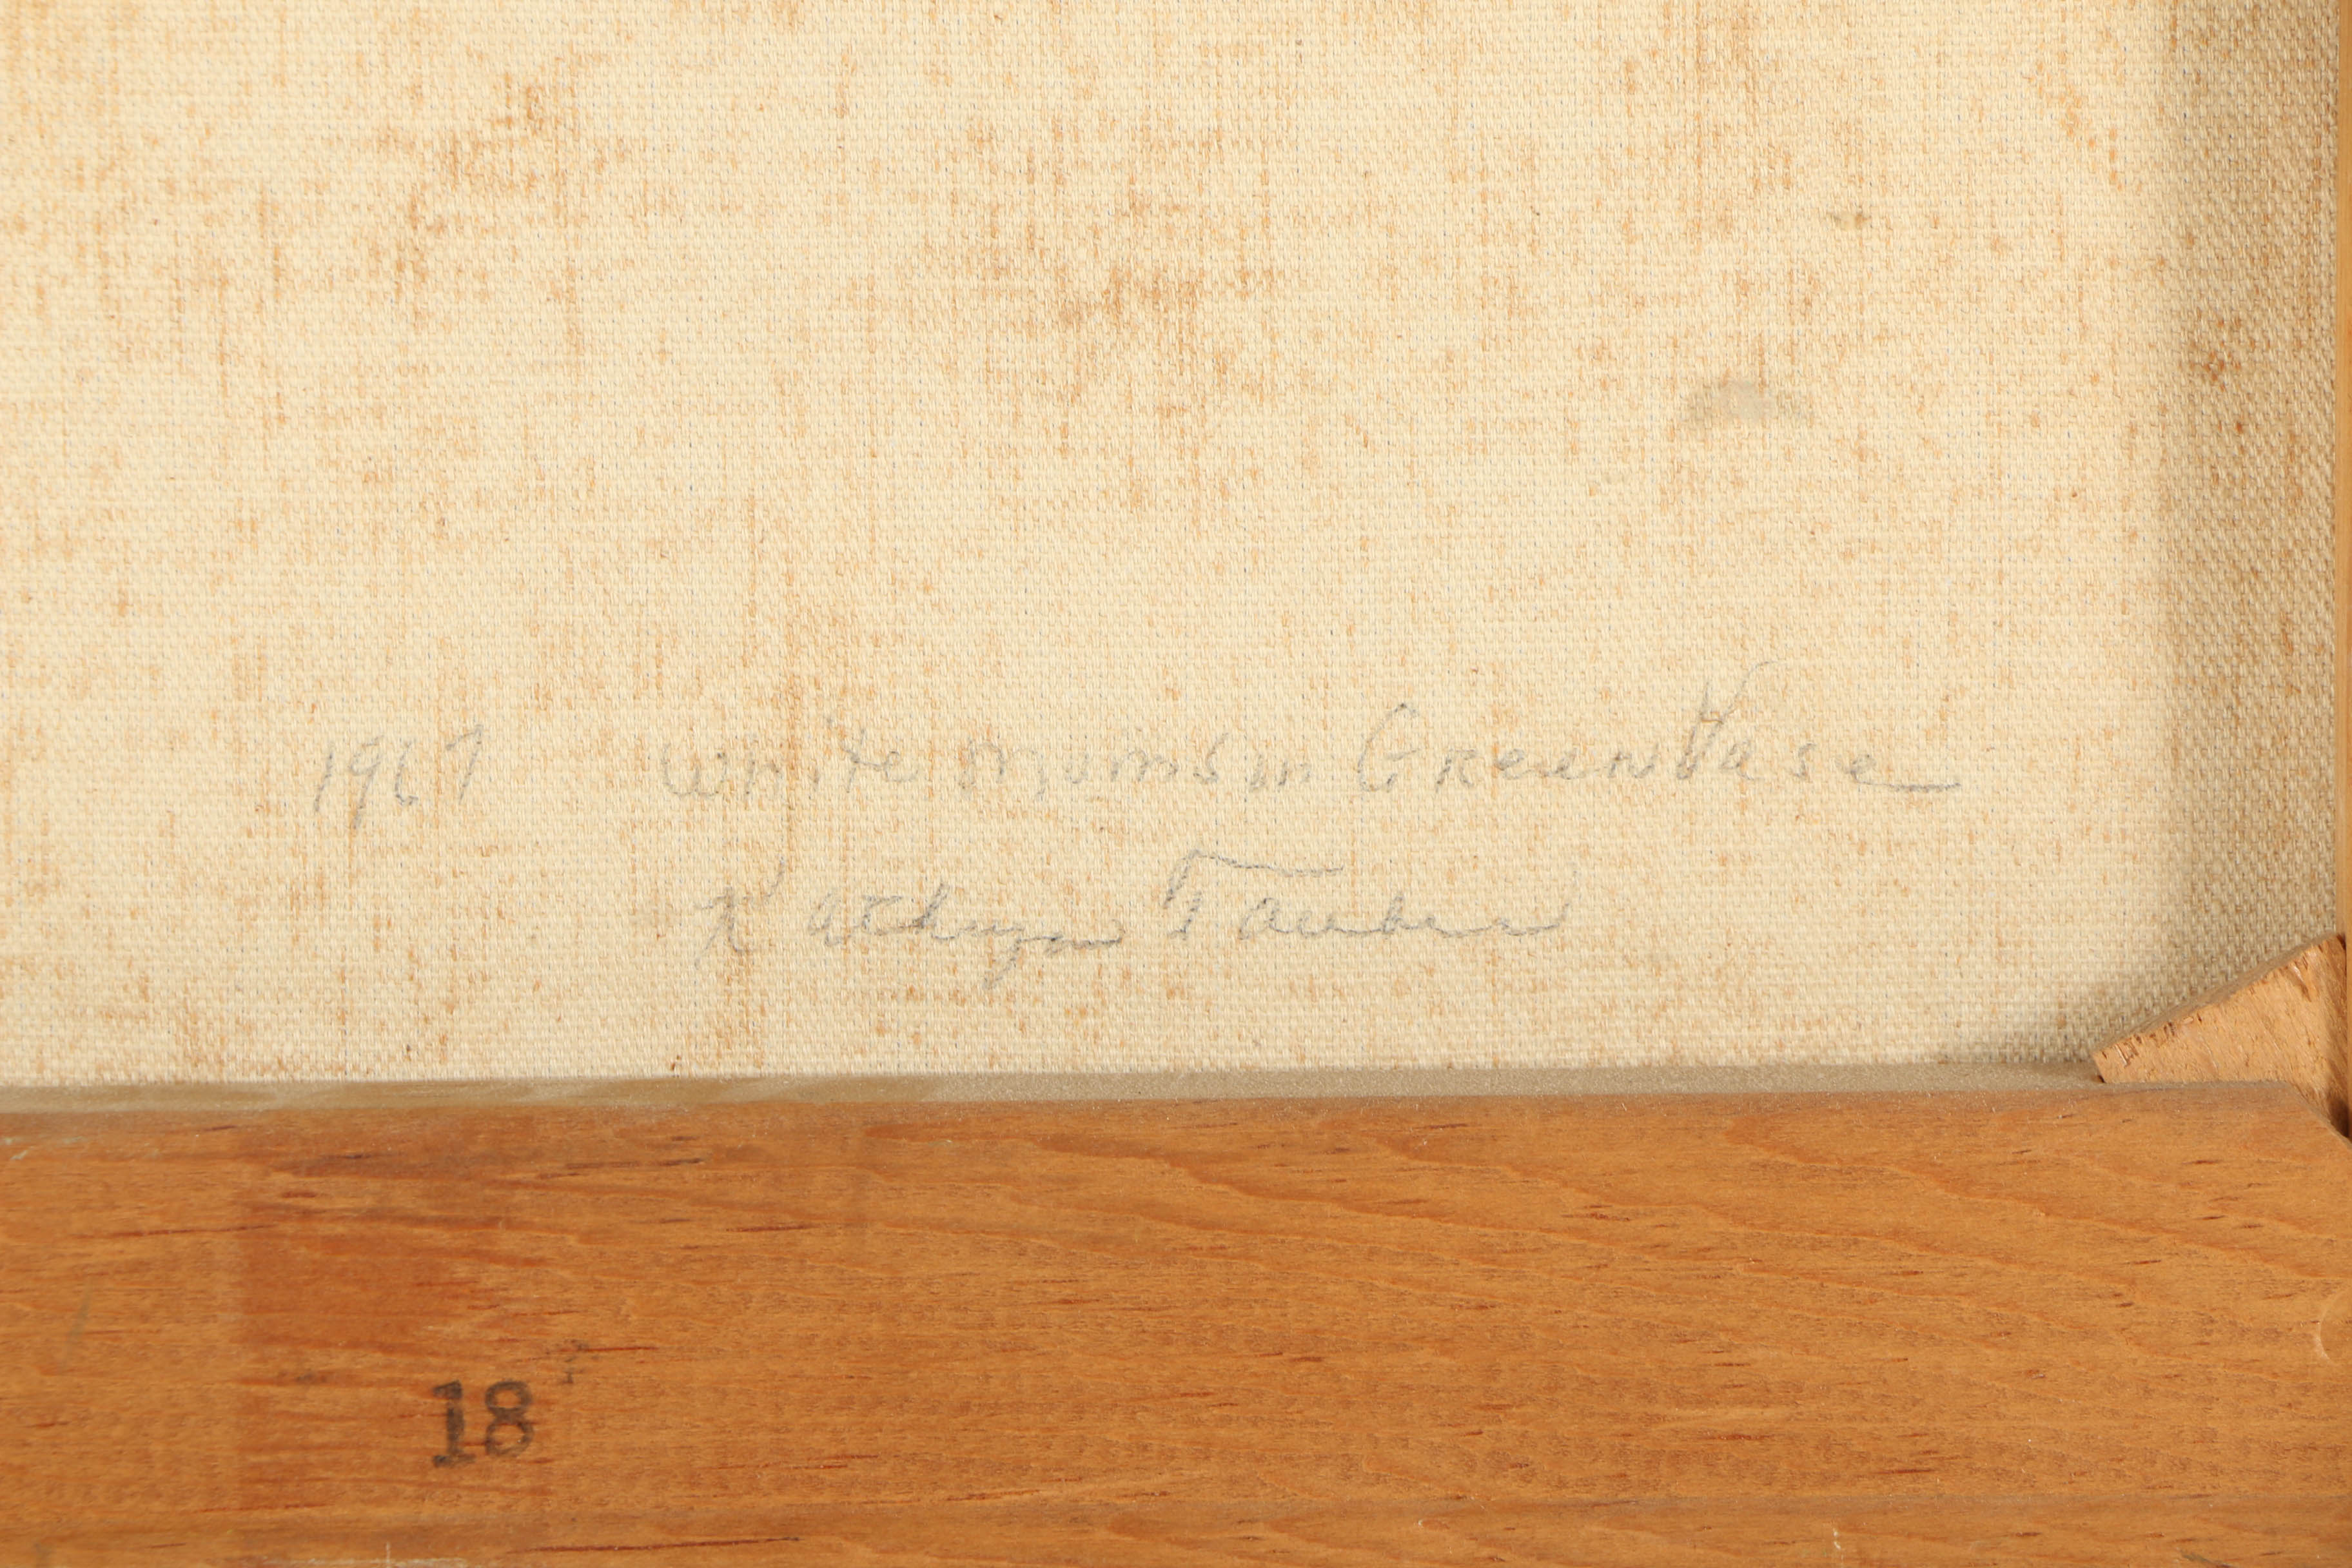 1967 White Mums in Green Vase
Kathryn Tauber
18